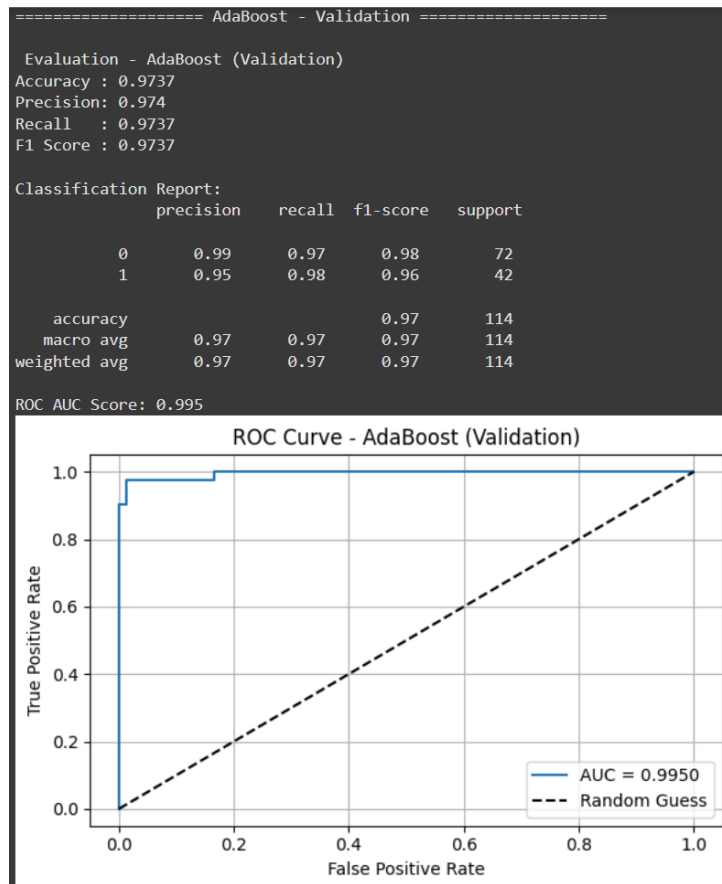 ==================== AdaBoost - Validation ====================
Evaluation - AdaBoost (Validation)
Accuracy : 0.9737
Precision: 0.974
Recall   : 0.9737
F1 Score : 0.9737
Classification Report:
precision    recall  f1-score   support
0       0.99      0.97      0.98        72
1       0.95      0.98      0.96        42
accuracy                           0.97       114
macro avg       0.97      0.97      0.97       114
weighted avg       0.97      0.97      0.97       114
ROC AUC Score: 0.995
ROC Curve - AdaBoost (Validation)
1.0
0.8
0.6
0.4
0.2
0.0
True Positive Rate
AUC = 0.9950
Random Guess
0.0 0.2 0.4 0.6 0.8 1.0
False Positive Rate